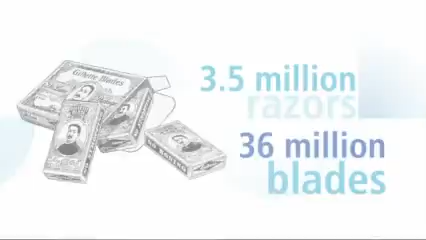 Gillette Blades
3.5 million
razors
36 million
blades